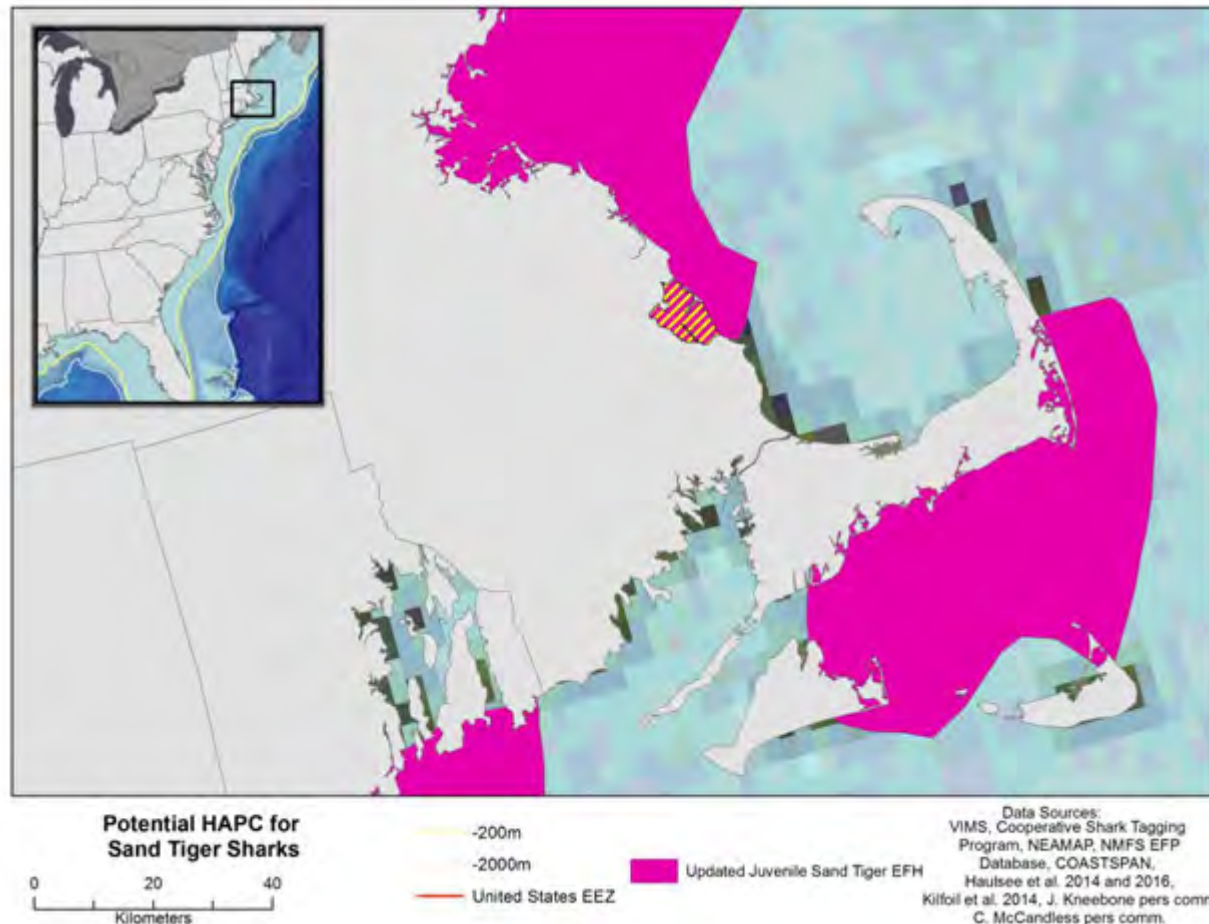 Potential HAPC for
Sand Tiger Sharks
0 20 40
Kilometers
-200m
-2000m
United States EEZ
Updated Juvenile Sand Tiger EFH
Data Sources:
VIMS, Cooperative Shark Tagging
Program, NEAMAP, NMFS EFP
Database, COASTSPAN,
Haulsee et al. 2014 and 2016,
Kilfoil et al. 2014, J. Kneebone pers comm
C. McCandless pers comm.